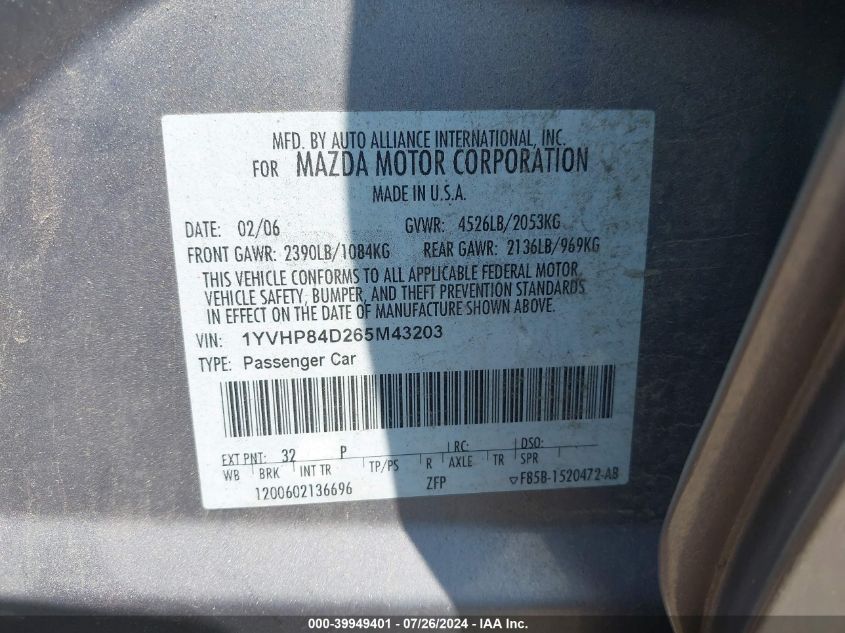 MFD. BY AUTO ALLIANCE INTERNATIONAL, INC.
FOR MAZDA MOTOR CORPORATION
MADE IN U.S.A.
DATE: 02/06 GVWR: 4526LB/2053KG
FRONT GAWR: 2390LB/1084KG REAR GAWR: 2136LB/969KG
THIS VEHICLE CONFORMS TO ALL APPLICABLE FEDERAL MOTOR
VEHICLE SAFETY, BUMPER, AND THEFT PREVENTION STANDARDS
IN EFFECT ON THE DATE OF MANUFACTURE SHOWN ABOVE.
VIN: 1YVHP84D265M43203
TYPE: Passenger Car
EXT PNT: 32 P RC: DSO:
WB BRK INT TR TP/PS R AXLE TR SPR
1200602136696 ZFP F85B-1520472-AB
000-39949401 - 07/26/2024 - IAA Inc.